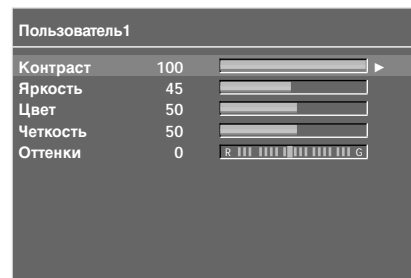 Пользователь1
Контраст 100
Яркость 45
Цвет 50
Четкость 50
Оттенки 0 R G